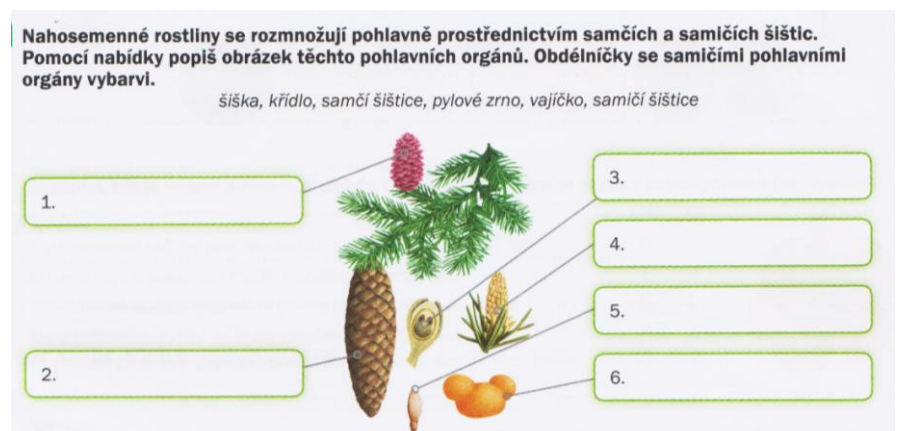 Nahosemenné rostliny se rozmnožují pohlavně prostřednictvím samčích a samičích šištic.
Pomocí nabídky popiš obrázek těchto pohlavních orgánů. Obdélníčky se samičími pohlavními
orgány vybarvi.
šiška, křídlo, samčí šištice, pylové zrno, vajíčko, samičí šištice
1.
2.
3.
4.
5.
6.